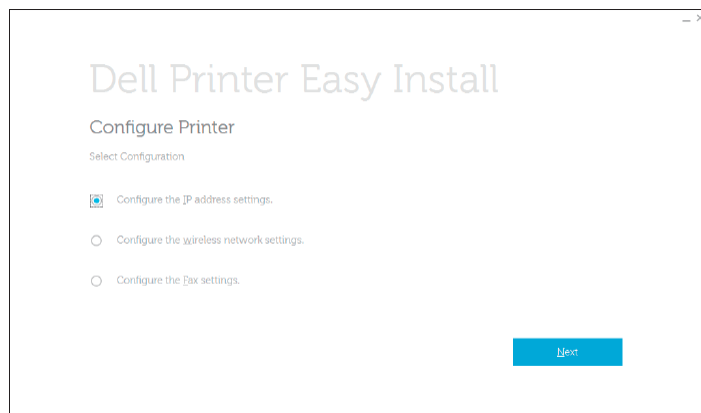 Dell Printer Easy Install
Configure Printer
Select Configuration
Configure the IP address settings.
Configure the wireless network settings.
Configure the Fax settings.
Next